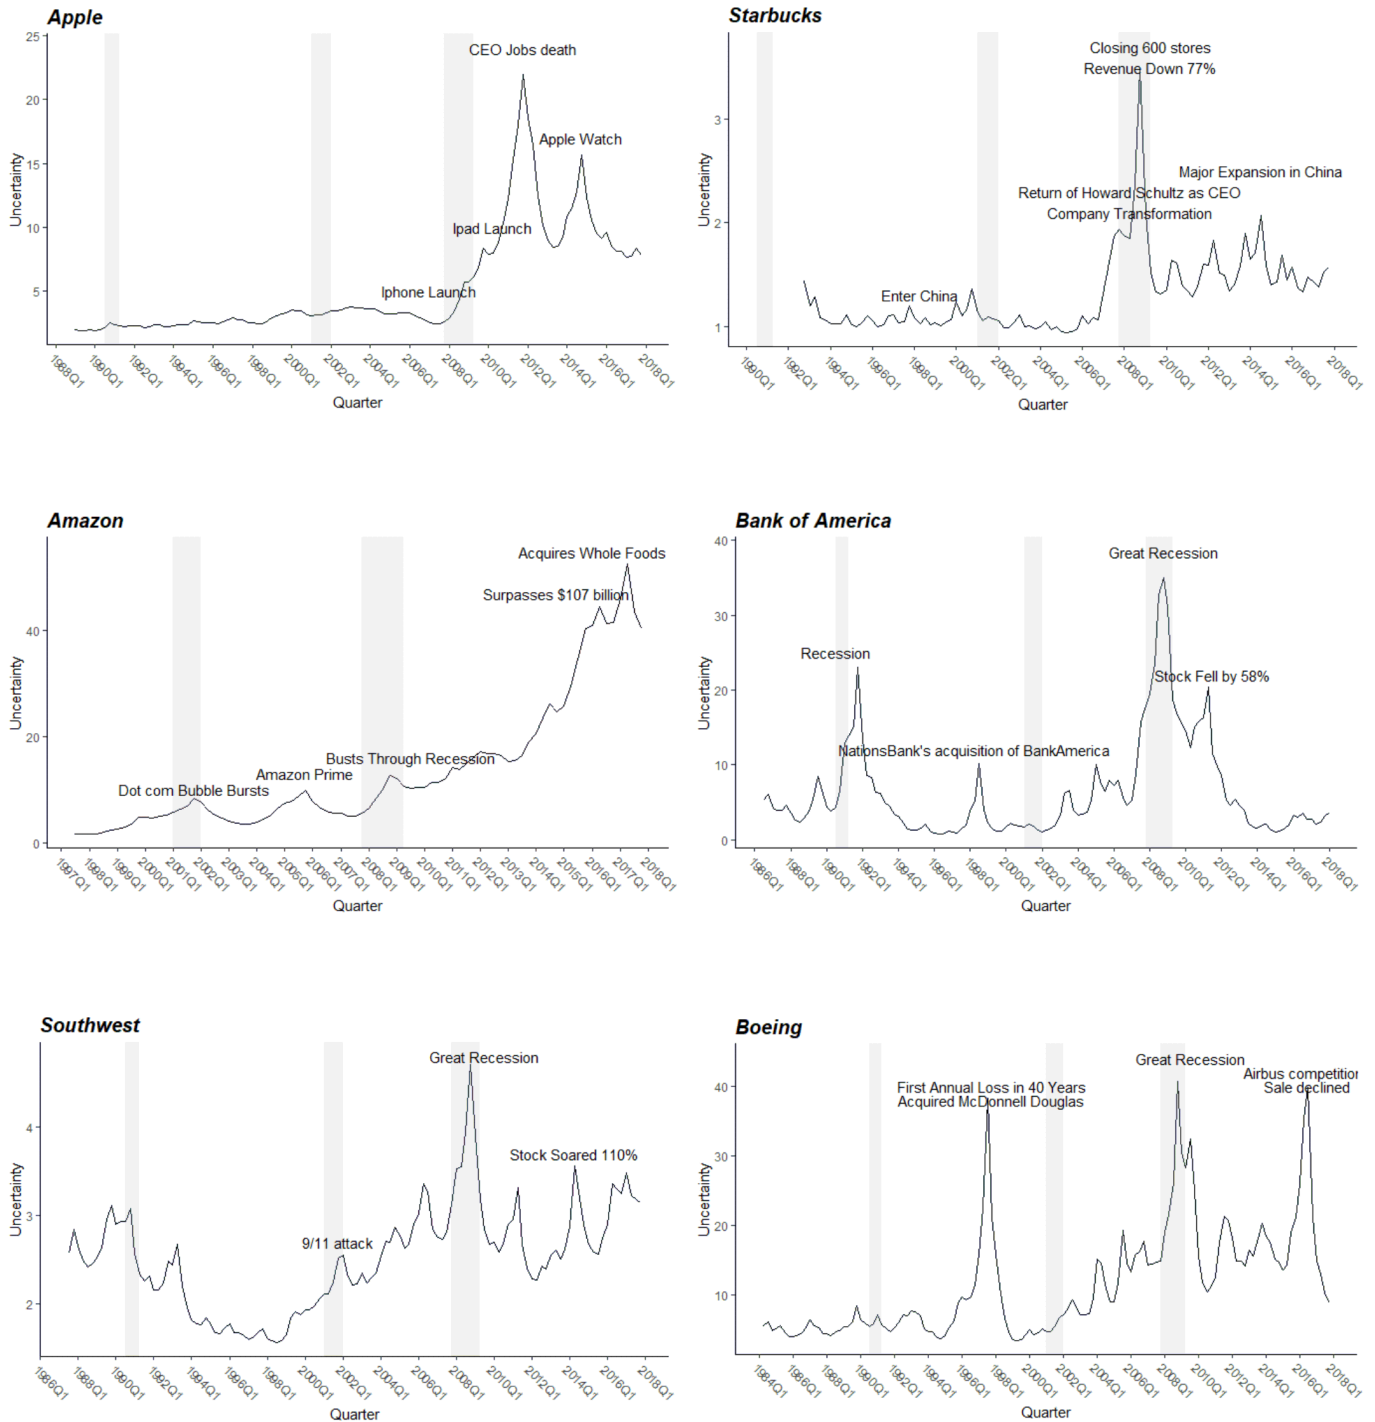 Apple
25
20
15
10
5
Uncertainty
CEO Jobs death
Apple Watch
Ipad Launch
Iphone Launch
1988Q1
1990Q1
1992Q1
1994Q1
1996Q1
1998Q1
2000Q1
2002Q1
2004Q1
2006Q1
2008Q1
2010Q1
2012Q1
2014Q1
2016Q1
2018Q1
Quarter
Starbucks
3
2
1
Uncertainty
Closing 600 stores
Revenue Down 77%
Major Expansion in China
Return of Howard Schultz as CEO
Company Transformation
Enter China
1990Q1
1992Q1
1994Q1
1996Q1
1998Q1
2000Q1
2002Q1
2004Q1
2006Q1
2008Q1
2010Q1
2012Q1
2014Q1
2016Q1
2018Q1
Quarter
Amazon
40
20
0
Uncertainty
Acquires Whole Foods
Surpasses $107 billion
Busts Through Recession
Amazon Prime
Dot com Bubble Bursts
1997Q1
1998Q1
1999Q1
2000Q1
2001Q1
2002Q1
2003Q1
2004Q1
2005Q1
2006Q1
2007Q1
2008Q1
2009Q1
2010Q1
2011Q1
2012Q1
2013Q1
2014Q1
2015Q1
2016Q1
2017Q1
2018Q1
Quarter
Bank of America
40
30
20
10
0
Uncertainty
Great Recession
Recession
Stock Fell by 58%
NationsBank's acquisition of BankAmerica
1986Q1
1988Q1
1990Q1
1992Q1
1994Q1
1996Q1
1998Q1
2000Q1
2002Q1
2004Q1
2006Q1
2008Q1
2010Q1
2012Q1
2014Q1
2016Q1
2018Q1
Quarter
Southwest
4
3
2
Uncertainty
Great Recession
Stock Soared 110%
9/11 attack
1986Q1
1988Q1
1990Q1
1992Q1
1994Q1
1996Q1
1998Q1
2000Q1
2002Q1
2004Q1
2006Q1
2008Q1
2010Q1
2012Q1
2014Q1
2016Q1
2018Q1
Quarter
Boeing
40
30
20
10
Uncertainty
Great Recession
Airbus competition
Sale declined
First Annual Loss in 40 Years
Acquired McDonnell Douglas
1984Q1
1986Q1
1988Q1
1990Q1
1992Q1
1994Q1
1996Q1
1998Q1
2000Q1
2002Q1
2004Q1
2006Q1
2008Q1
2010Q1
2012Q1
2014Q1
2016Q1
2018Q1
Quarter